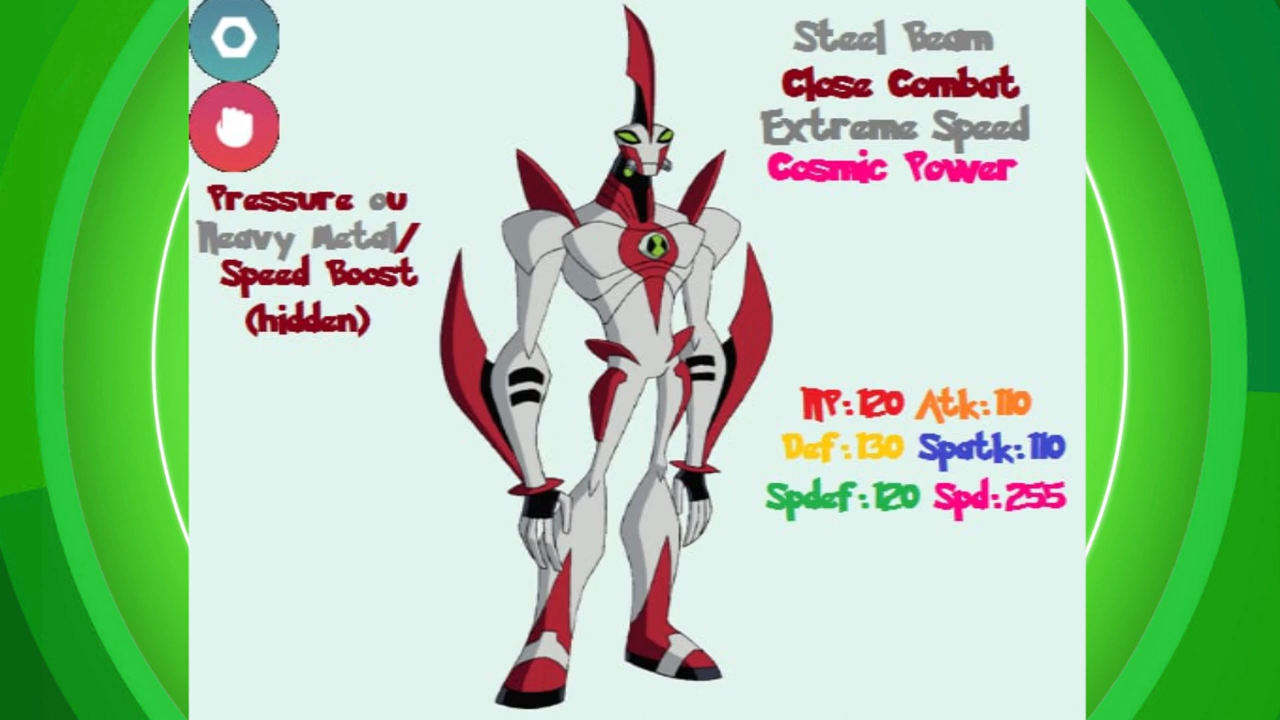 Pressure ou
Heavy Metal/
Speed Boost
(hidden)
Steel Beam
Close Combat
Extreme Speed
Cosmic Power
HP:120 Atk:110
Def:130 Spatk:110
Spdef:120 Spd:255